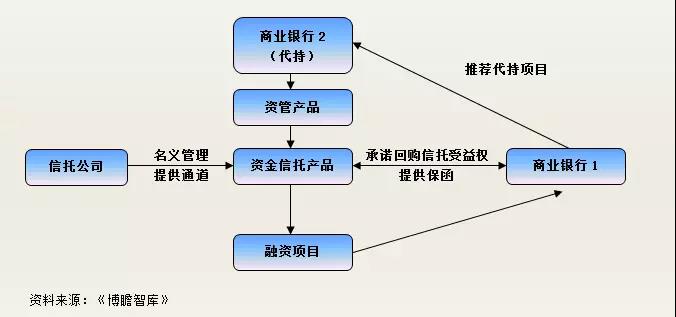 商业银行2
（代持）
推荐代持项目
资管产品
信托公司
名义管理
提供通道
资金信托产品
承诺回购信托受益权
提供保函
商业银行1
融资项目
资料来源：《博瞻智库》